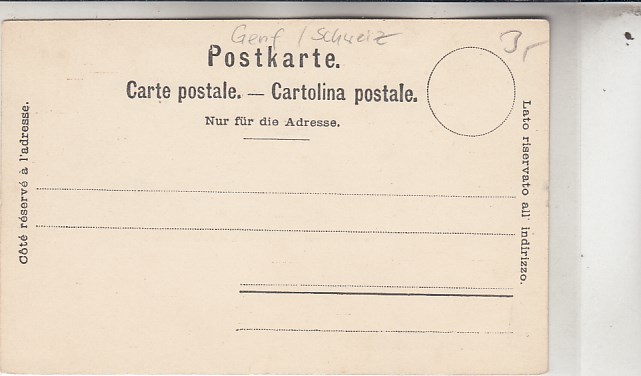 Genf / Schweiz
3,-
Postkarte.
Carte postale. — Cartolina postale.
Nur für die Adresse.
Côté réservé à l'adresse.
Lato riservato all' indirizzo.